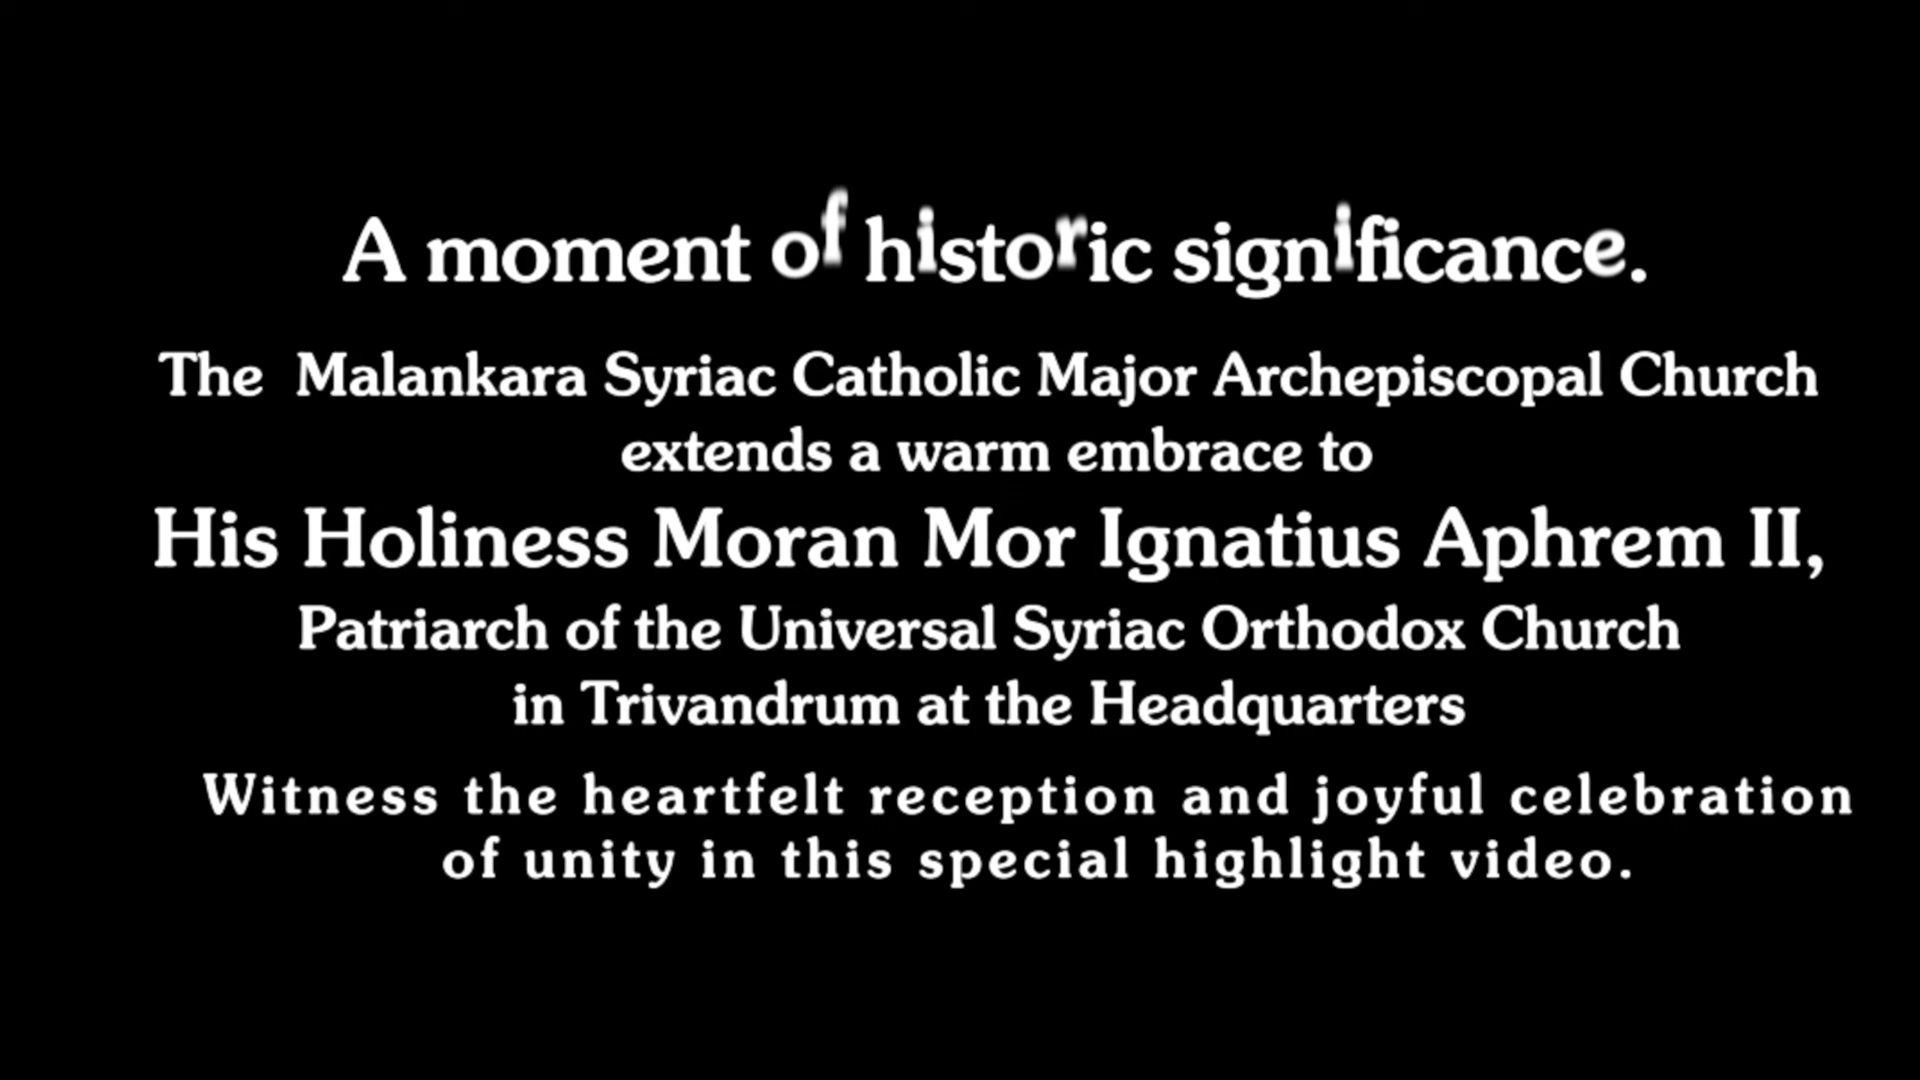 A moment of historic significance.
The Malankara Syriac Catholic Major Archepiscopal Church
extends a warm embrace to
His Holiness Moran Mor Ignatius Aphrem II,
Patriarch of the Universal Syriac Orthodox Church
in Trivandrum at the Headquarters
Witness the heartfelt reception and joyful celebration
of unity in this special highlight video.